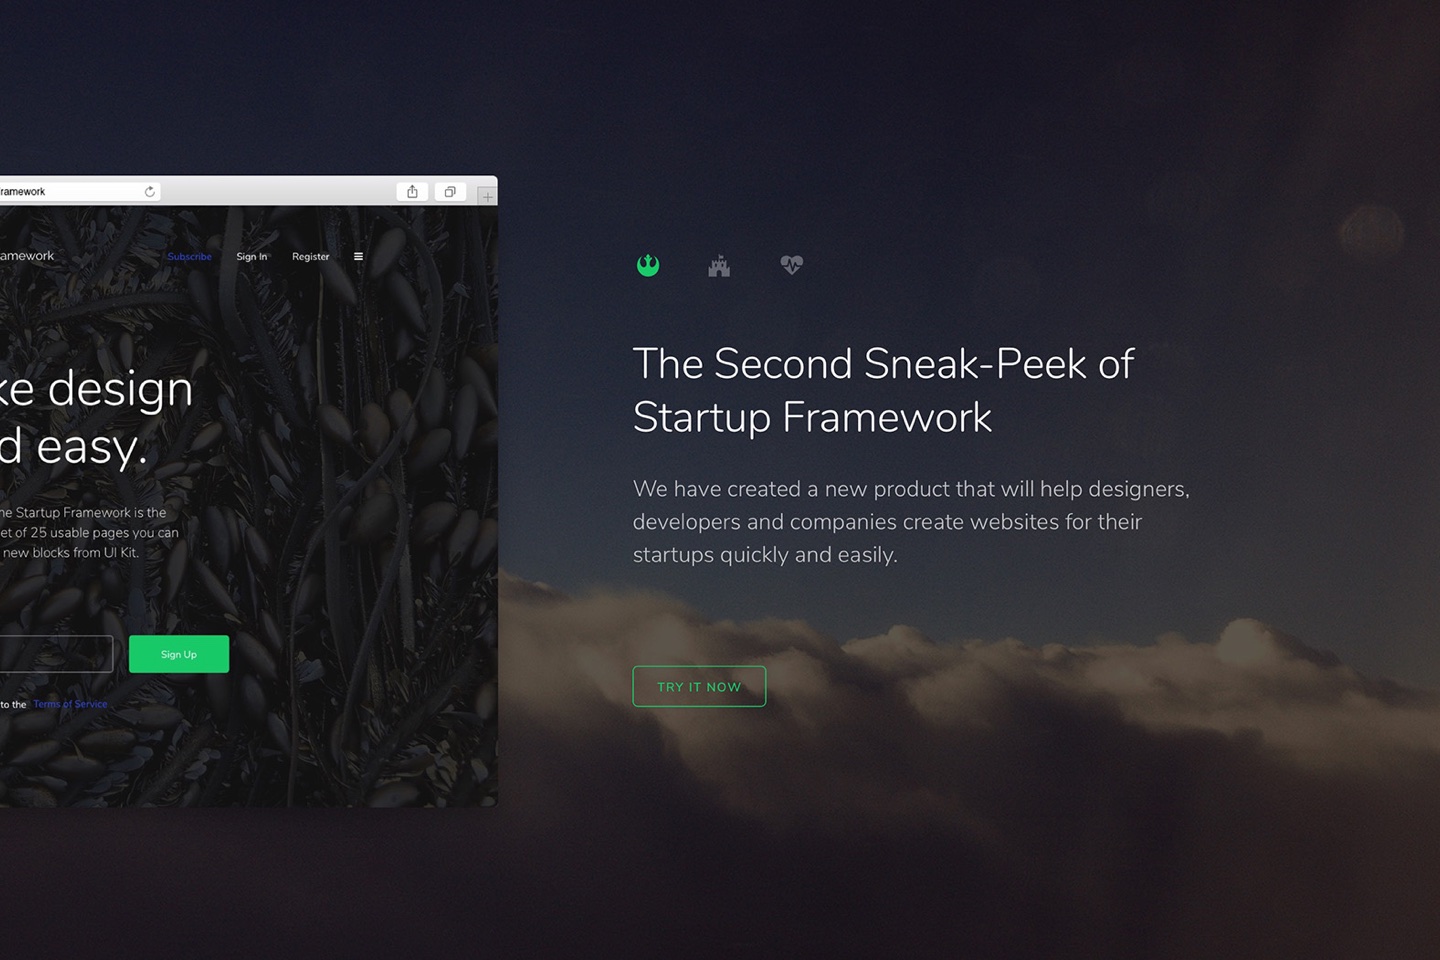 ramework
amework
Subscribe
Sign In
Register
ke design
d easy.
ne Startup Framework is the
et of 25 usable pages you can
new blocks from UI Kit.
Sign Up
to the Terms of Service
The Second Sneak-Peek of
Startup Framework
We have created a new product that will help designers,
developers and companies create websites for their
startups quickly and easily.
TRY IT NOW